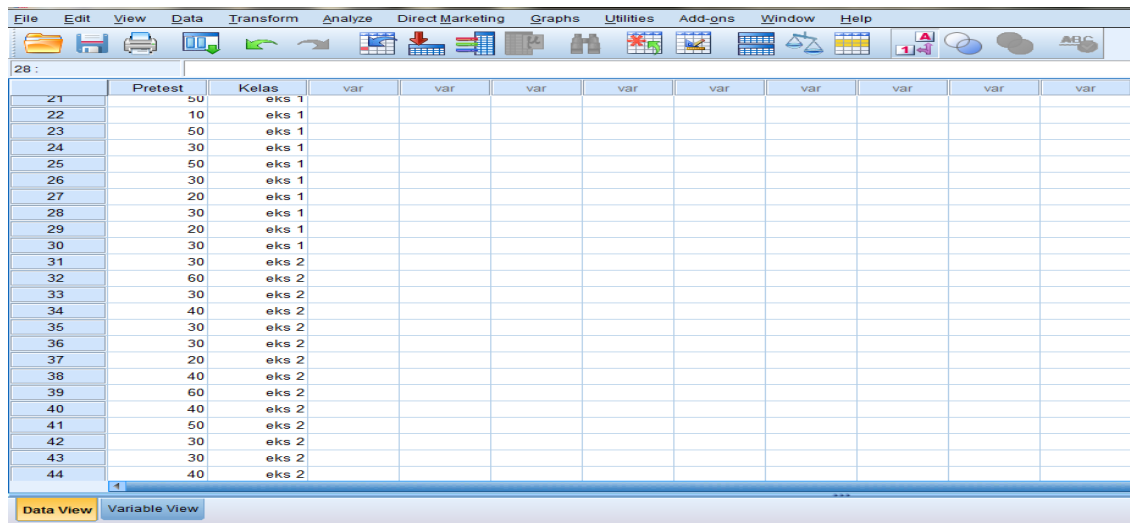 File Edit View Data Transform Analyze Direct Marketing Graphs Utilities Add-ons Window Help
28 :
Pretest Kelas var var var var var var var var var
21 50 eks 1
22 10 eks 1
23 50 eks 1
24 30 eks 1
25 50 eks 1
26 30 eks 1
27 20 eks 1
28 30 eks 1
29 20 eks 1
30 30 eks 1
31 30 eks 2
32 60 eks 2
33 30 eks 2
34 40 eks 2
35 30 eks 2
36 30 eks 2
37 20 eks 2
38 40 eks 2
39 60 eks 2
40 40 eks 2
41 50 eks 2
42 30 eks 2
43 30 eks 2
44 40 eks 2
Data View Variable View